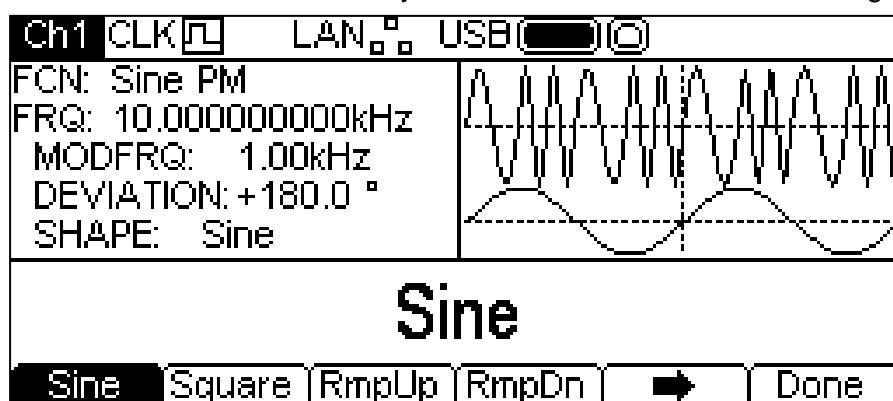 Ch1 CLK LAN USB
FCN: Sine PM
FRQ: 10.000000000kHz
MODFRQ: 1.00kHz
DEVIATION: +180.0 °
SHAPE: Sine
Sine
Sine Square RmpUp RmpDn Done